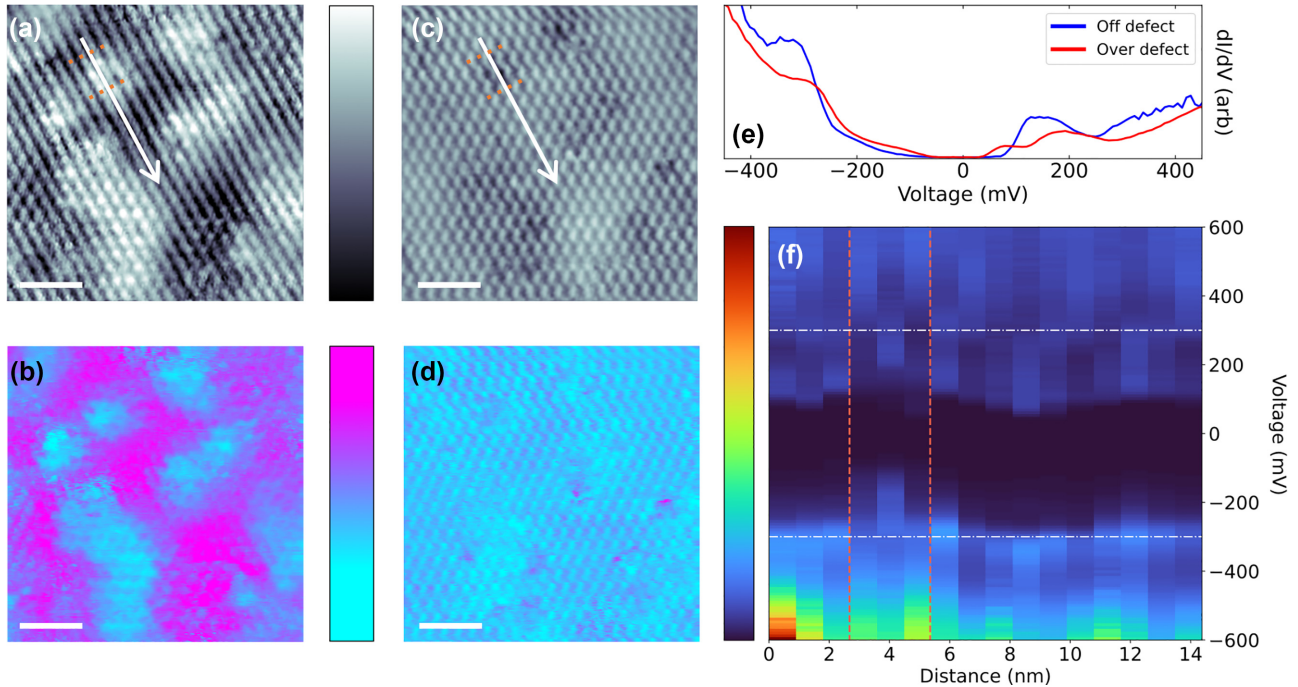 (a)
(c)
Off defect
Over defect
dI/dV (arb)
(e)
−400
−200
0
200
400
Voltage (mV)
(b)
(d)
(f)
600
400
200
0
−200
−400
−600
Voltage (mV)
0
2
4
6
8
10
12
14
Distance (nm)